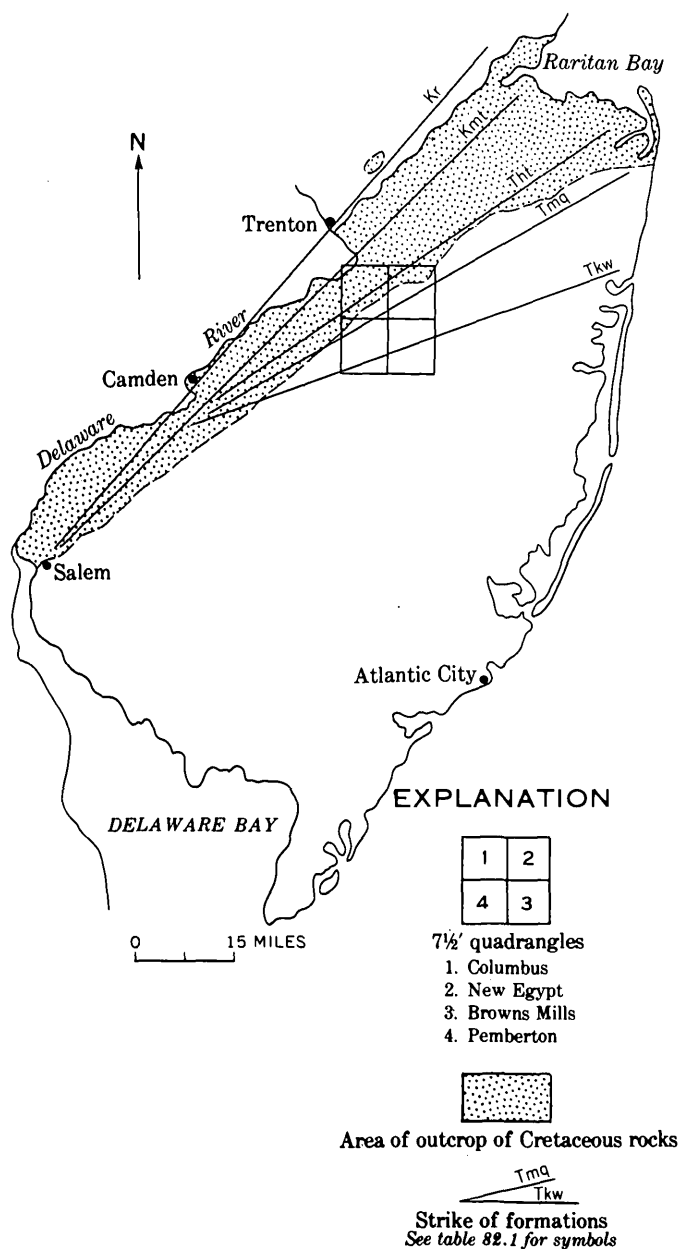 Raritan Bay
Kr
Kmt
N
Tht
Trenton
Tmq
Tkw
River
Camden
Delaware
Salem
Atlantic City
EXPLANATION
DELAWARE BAY
1 2
4 3
0 15 MILES
7½' quadrangles
1. Columbus
2. New Egypt
3. Browns Mills
4. Pemberton
Area of outcrop of Cretaceous rocks
Tmq
Tkw
Strike of formations
See table 82.1 for symbols